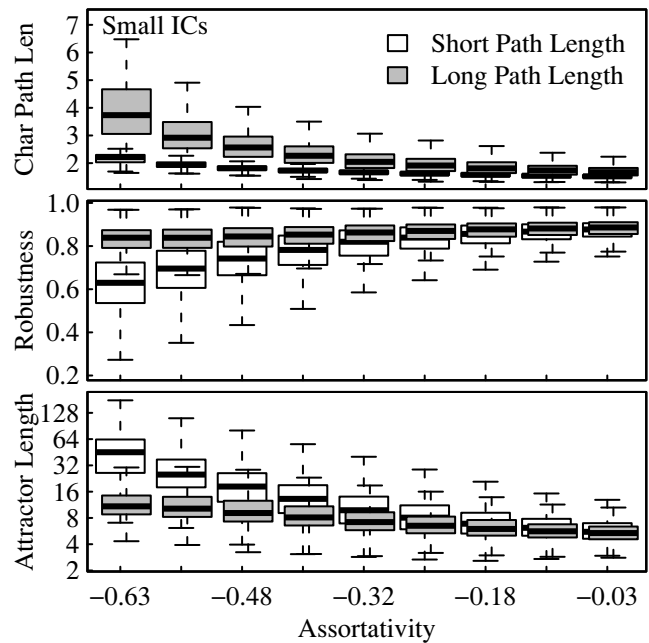 Small ICs
Short Path Length
Long Path Length
Char Path Len
7
6
5
4
3
2
Robustness
1.0
0.8
0.6
0.4
0.2
Attractor Length
128
64
32
16
8
4
2
−0.63 −0.48 −0.32 −0.18 −0.03
Assortativity